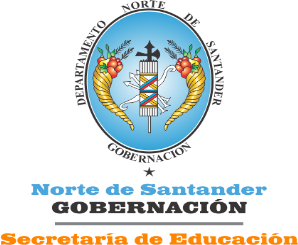 DEPARTAMENTO NORTE DE SANTANDER
GOBERNACION
Norte de Santander
GOBERNACIÓN
Secretaría de Educación